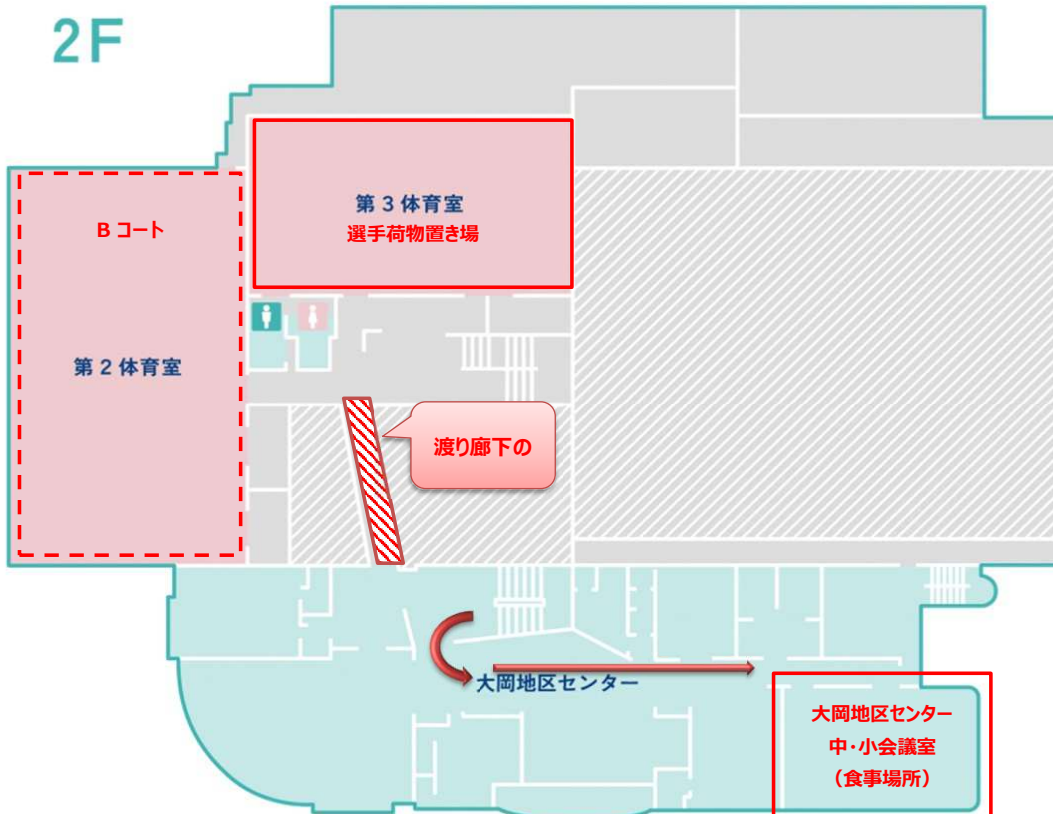 2F
第3体育室
選手荷物置き場
Bコート
第2体育室
渡り廊下の
大岡地区センター
大岡地区センター
中・小会議室
（食事場所）